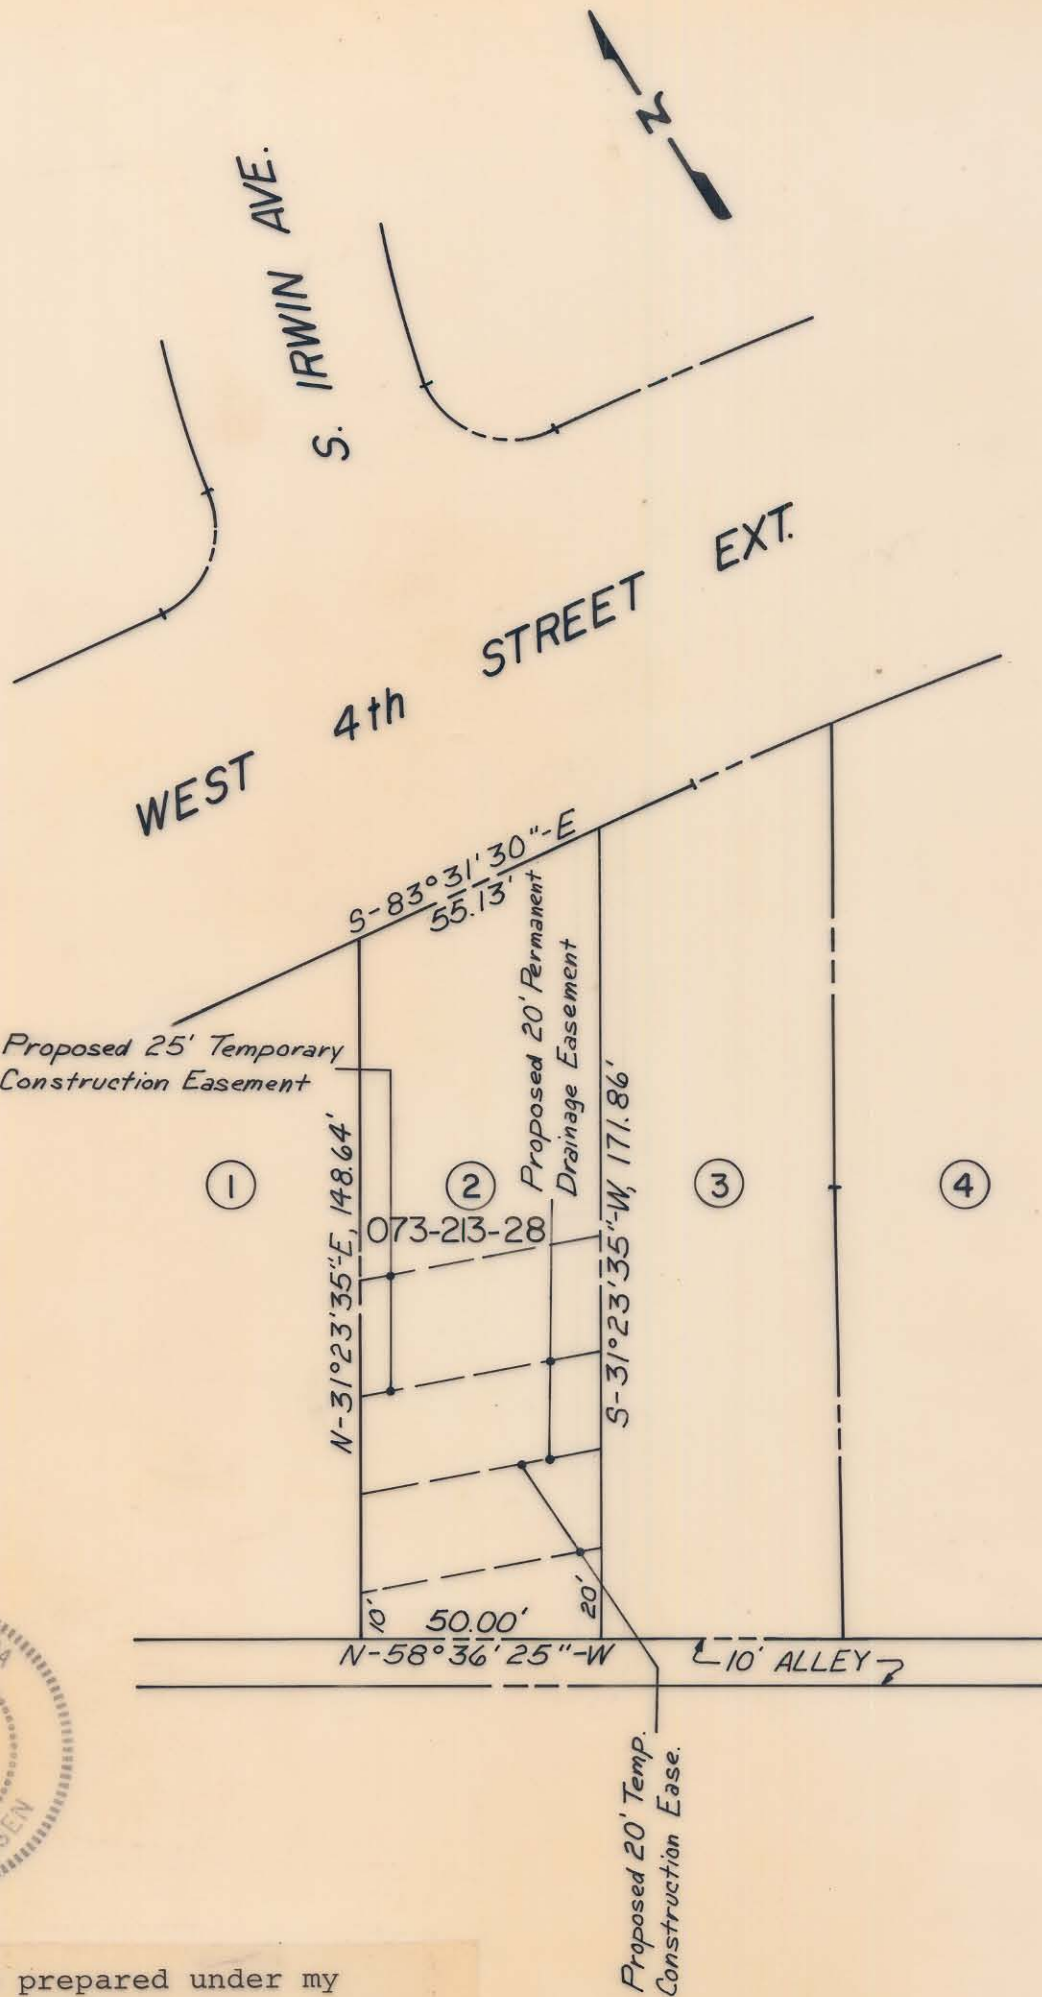 N
S. IRWIN AVE.
WEST 4th STREET EXT.
S-83°31'30"-E
55.13'
Proposed 20' Permanent
Drainage Easement
Proposed 25' Temporary
Construction Easement
N-31°23'35"-E, 148.64'
S-31°23'35"-W, 171.86'
1
2
3
4
073-213-28
10'
50.00'
20'
N-58°36'25"-W
10' ALLEY
Proposed 20' Temp.
Construction Ease.
prepared under my